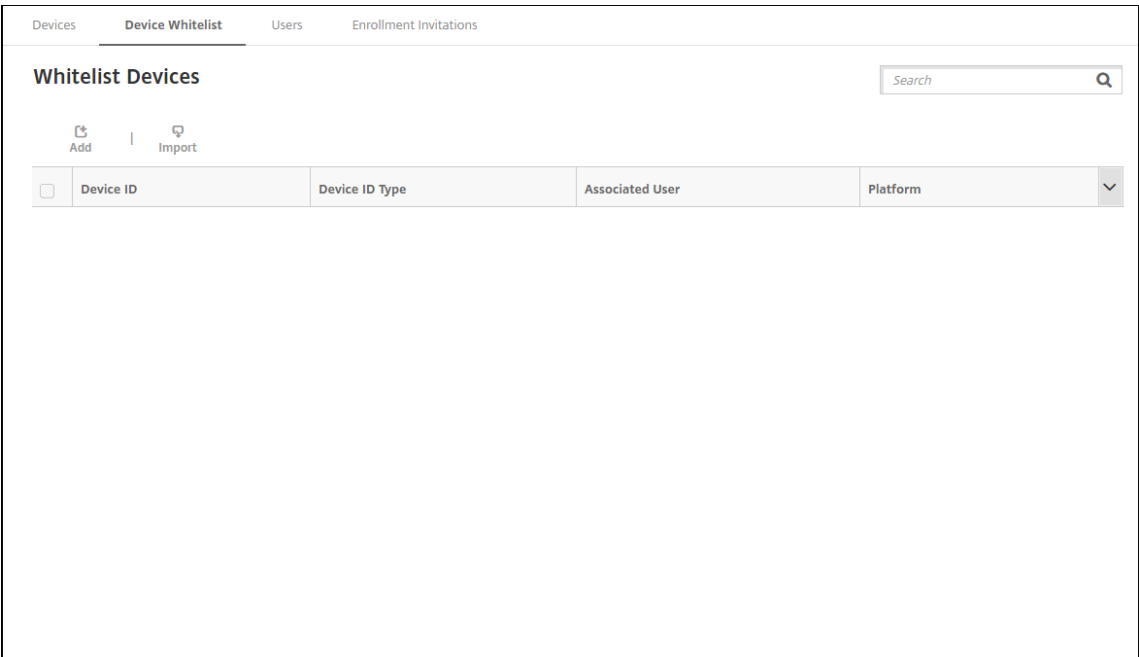 Devices Device Whitelist Users Enrollment Invitations
Whitelist Devices
Search
Add | Import
Device ID Device ID Type Associated User Platform